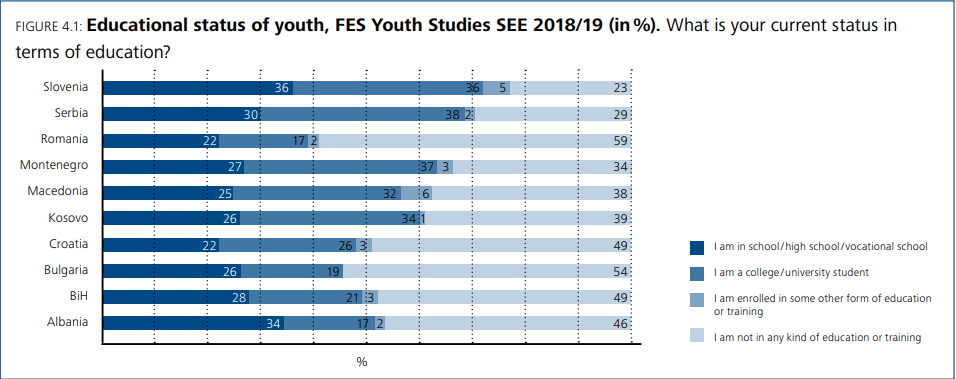 FIGURE 4.1: Educational status of youth, FES Youth Studies SEE 2018/19 (in %). What is your current status in
terms of education?
Slovenia 36 36 5 23
Serbia 30 38 2 29
Romania 22 17 2 59
Montenegro 27 37 3 34
Macedonia 25 32 6 38
Kosovo 26 34 1 39
Croatia 22 26 3 49
Bulgaria 26 19 54
BiH 28 21 3 49
Albania 34 17 2 46
%
I am in school/high school/vocational school
I am a college/university student
I am enrolled in some other form of education
or training
I am not in any kind of education or training